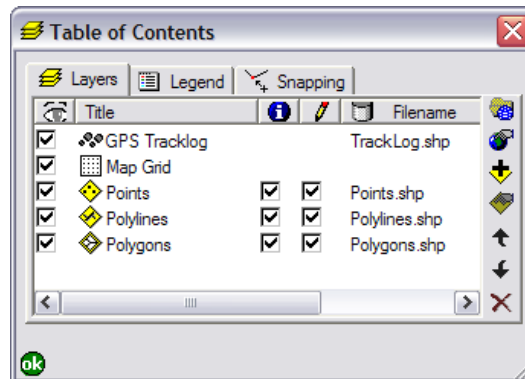 Table of Contents
Layers Legend Snapping
Title Filename
GPS Tracklog TrackLog.shp
Map Grid
Points Points.shp
Polylines Polylines.shp
Polygons Polygons.shp
ok